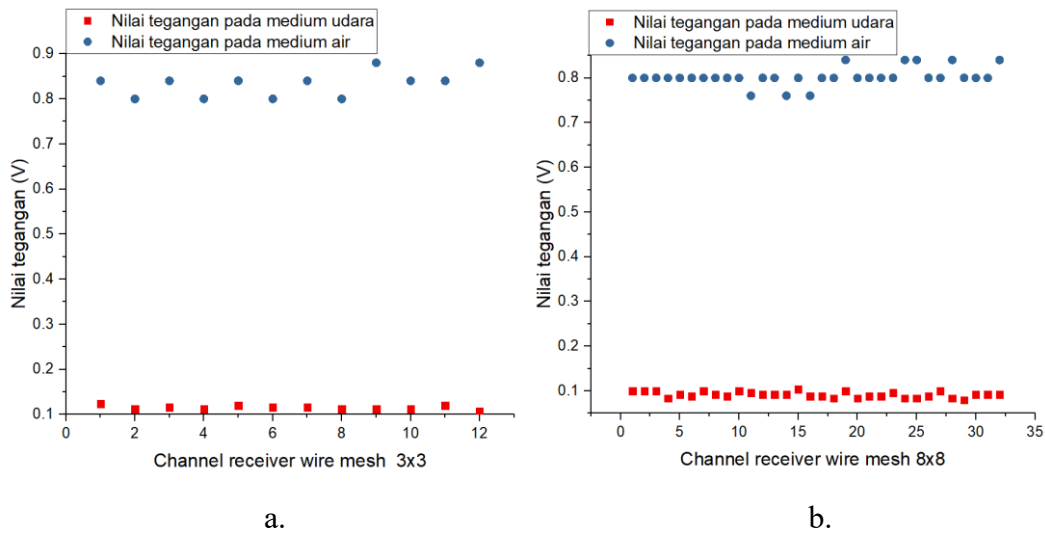 Nilai tegangan pada medium udara
Nilai tegangan pada medium air
0.9
0.8
0.7
0.6
0.5
0.4
0.3
0.2
0.1
Nilai tegangan (V)
0 2 4 6 8 10 12
Channel receiver wire mesh 3x3
a.
Nilai tegangan pada medium udara
Nilai tegangan pada medium air
0.8
0.7
0.6
0.5
0.4
0.3
0.2
0.1
Nilai tegangan (V)
0 5 10 15 20 25 30 35
Channel receiver wire mesh 8x8
b.